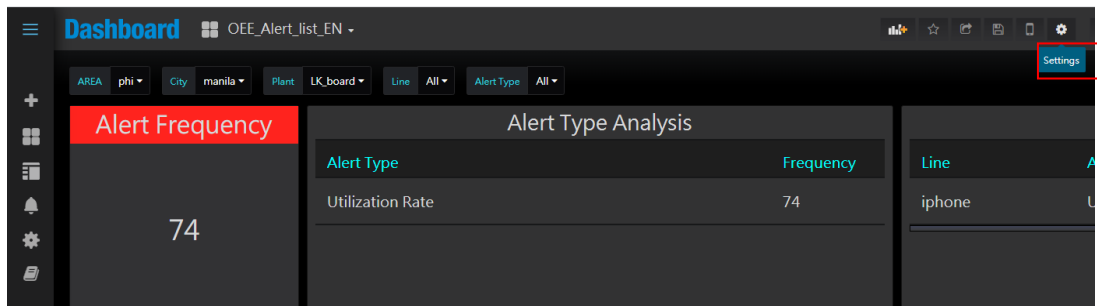 Dashboard OEE_Alert_list_EN
Settings
AREA phi City manila Plant LK_board Line All Alert Type All
Alert Frequency
74
Alert Type Analysis
Alert Type Frequency
Utilization Rate 74
Line A
iphone U